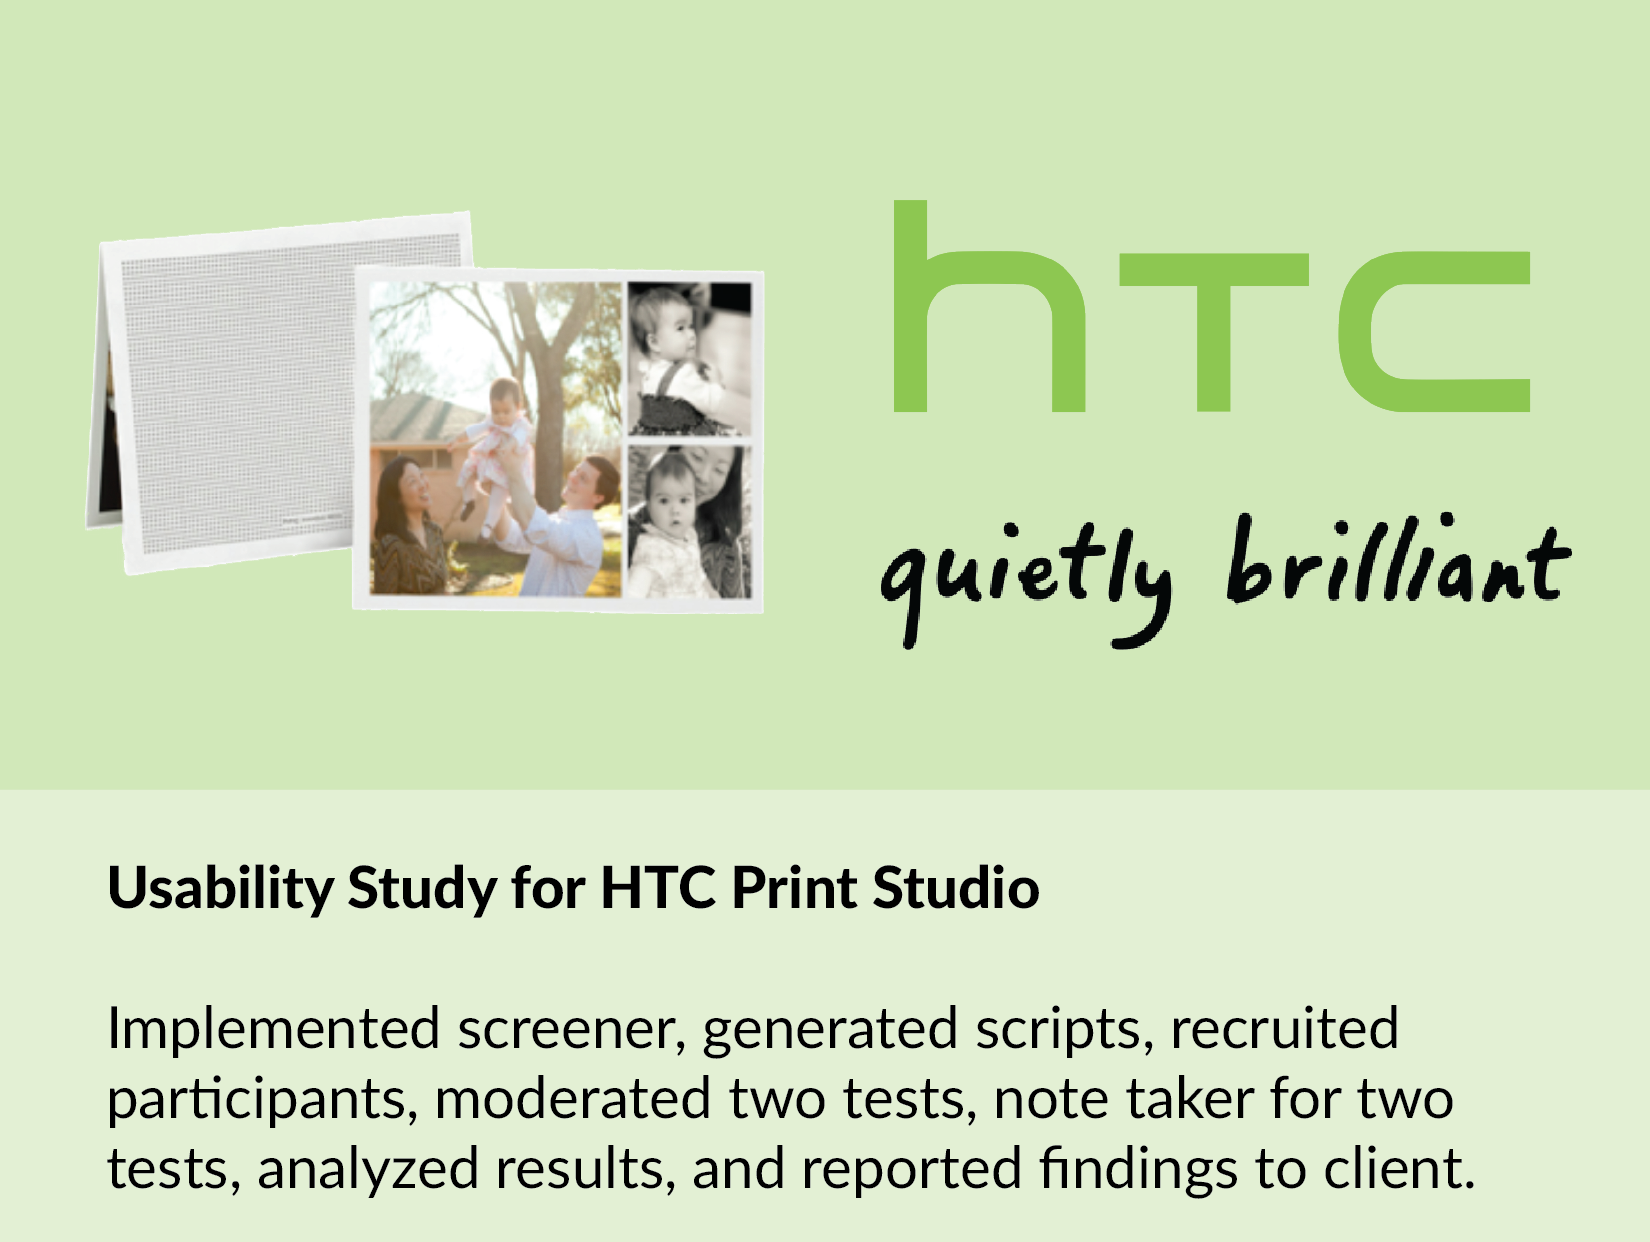 hTC
quietly brilliant
Usability Study for HTC Print Studio
Implemented screener, generated scripts, recruited
participants, moderated two tests, note taker for two
tests, analyzed results, and reported findings to client.